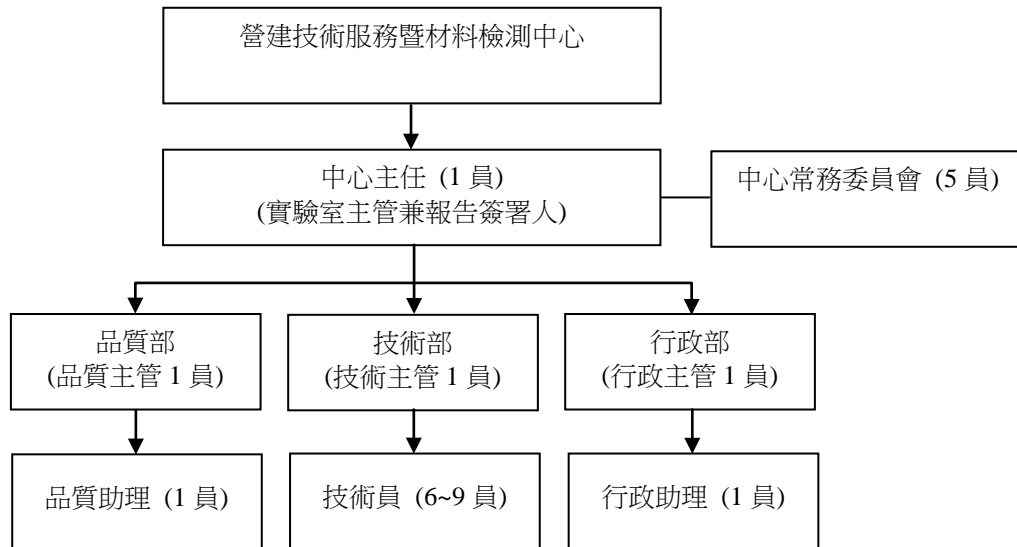 營建技術服務暨材料檢測中心
中心主任 (1 員)
(實驗室主管兼報告簽署人)
中心常務委員會 (5 員)
品質部
(品質主管 1 員)
技術部
(技術主管 1 員)
行政部
(行政主管 1 員)
品質助理 (1 員)
技術員 (6~9 員)
行政助理 (1 員)